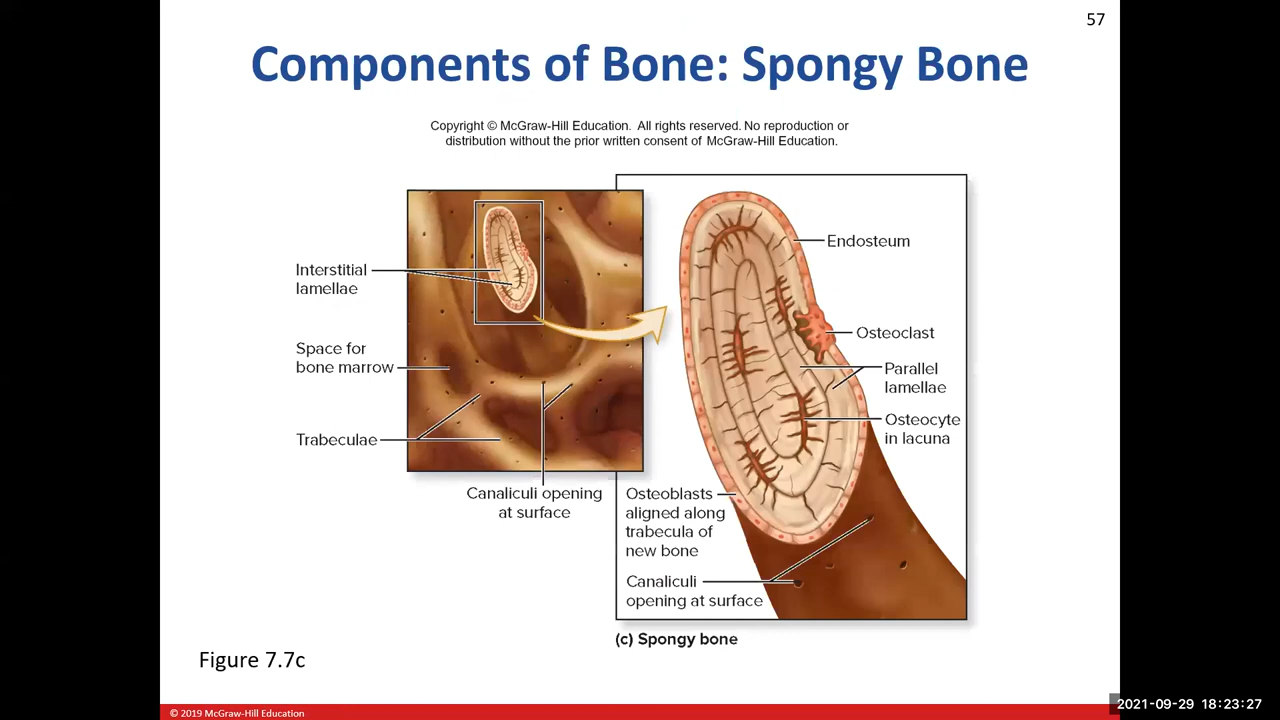 57
Components of Bone: Spongy Bone
Copyright © McGraw-Hill Education. All rights reserved. No reproduction or
distribution without the prior written consent of McGraw-Hill Education.
Interstitial
lamellae
Space for
bone marrow
Trabeculae
Canaliculi opening
at surface
Endosteum
Osteoclast
Parallel
lamellae
Osteocyte
in lacuna
Osteoblasts
aligned along
trabecula of
new bone
Canaliculi
opening at surface
(c) Spongy bone
Figure 7.7c
© 2019 McGraw-Hill Education
2021-09-29 18:23:27